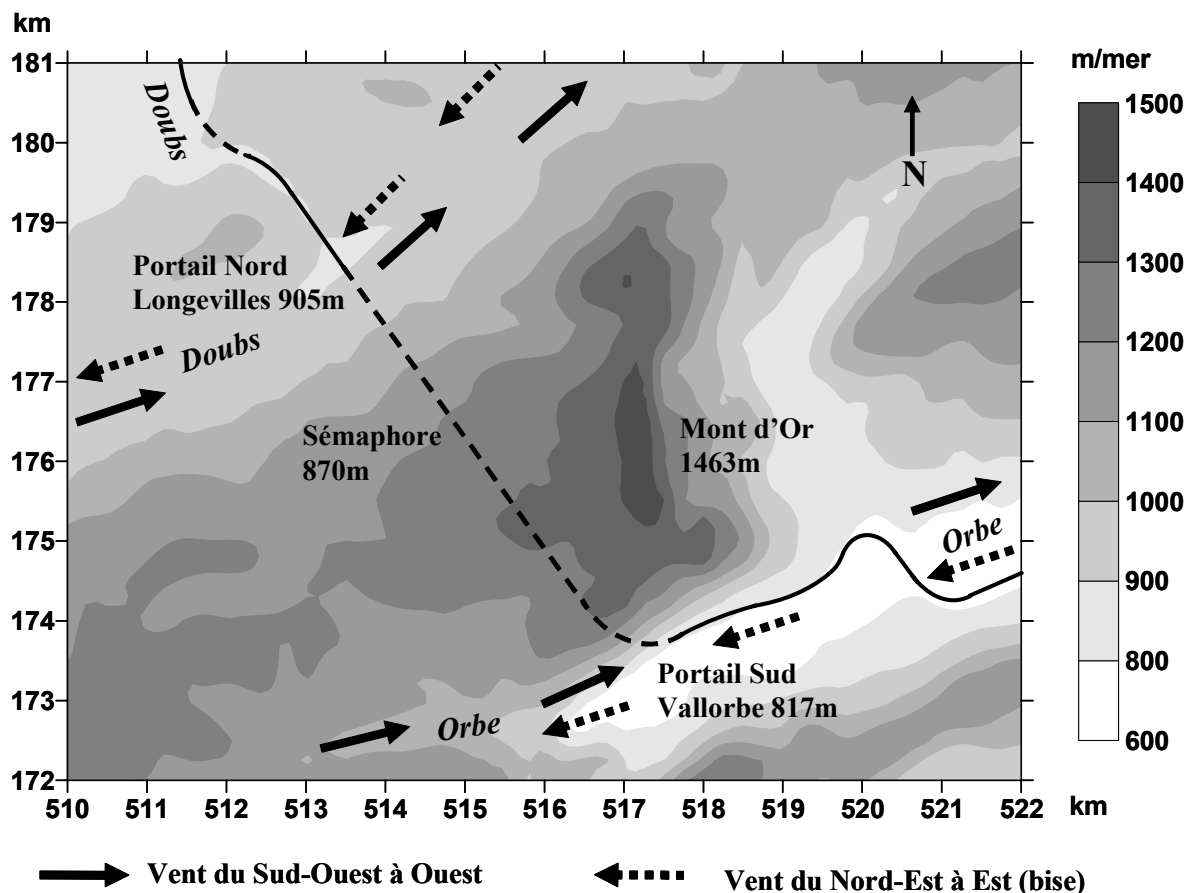 km
181
180
179
178
177
176
175
174
173
172
510 511 512 513 514 515 516 517 518 519 520 521 522
km
Doubs
N
Portail Nord
Longevilles 905m
Doubs
Sémaphore
870m
Mont d'Or
1463m
Orbe
Portail Sud
Vallorbe 817m
Orbe
m/mer
1500
1400
1300
1200
1100
1000
900
800
600
Vent du Sud-Ouest à Ouest
Vent du Nord-Est à Est (bise)